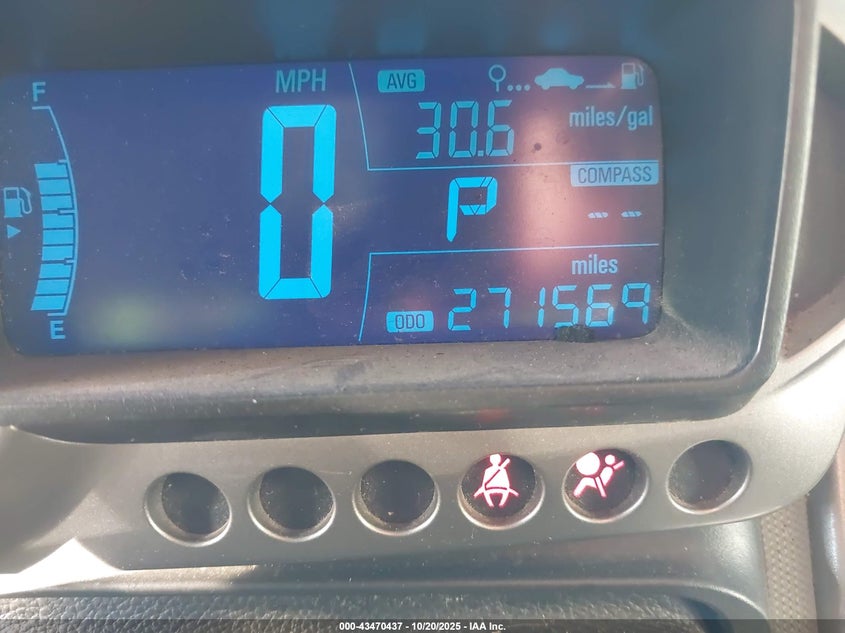 F
MPH
AVG
30.6 miles/gal
0
P
COMPASS
-- --
E
miles
ODO 271569
000-43470437 - 10/20/2025 - IAA Inc.